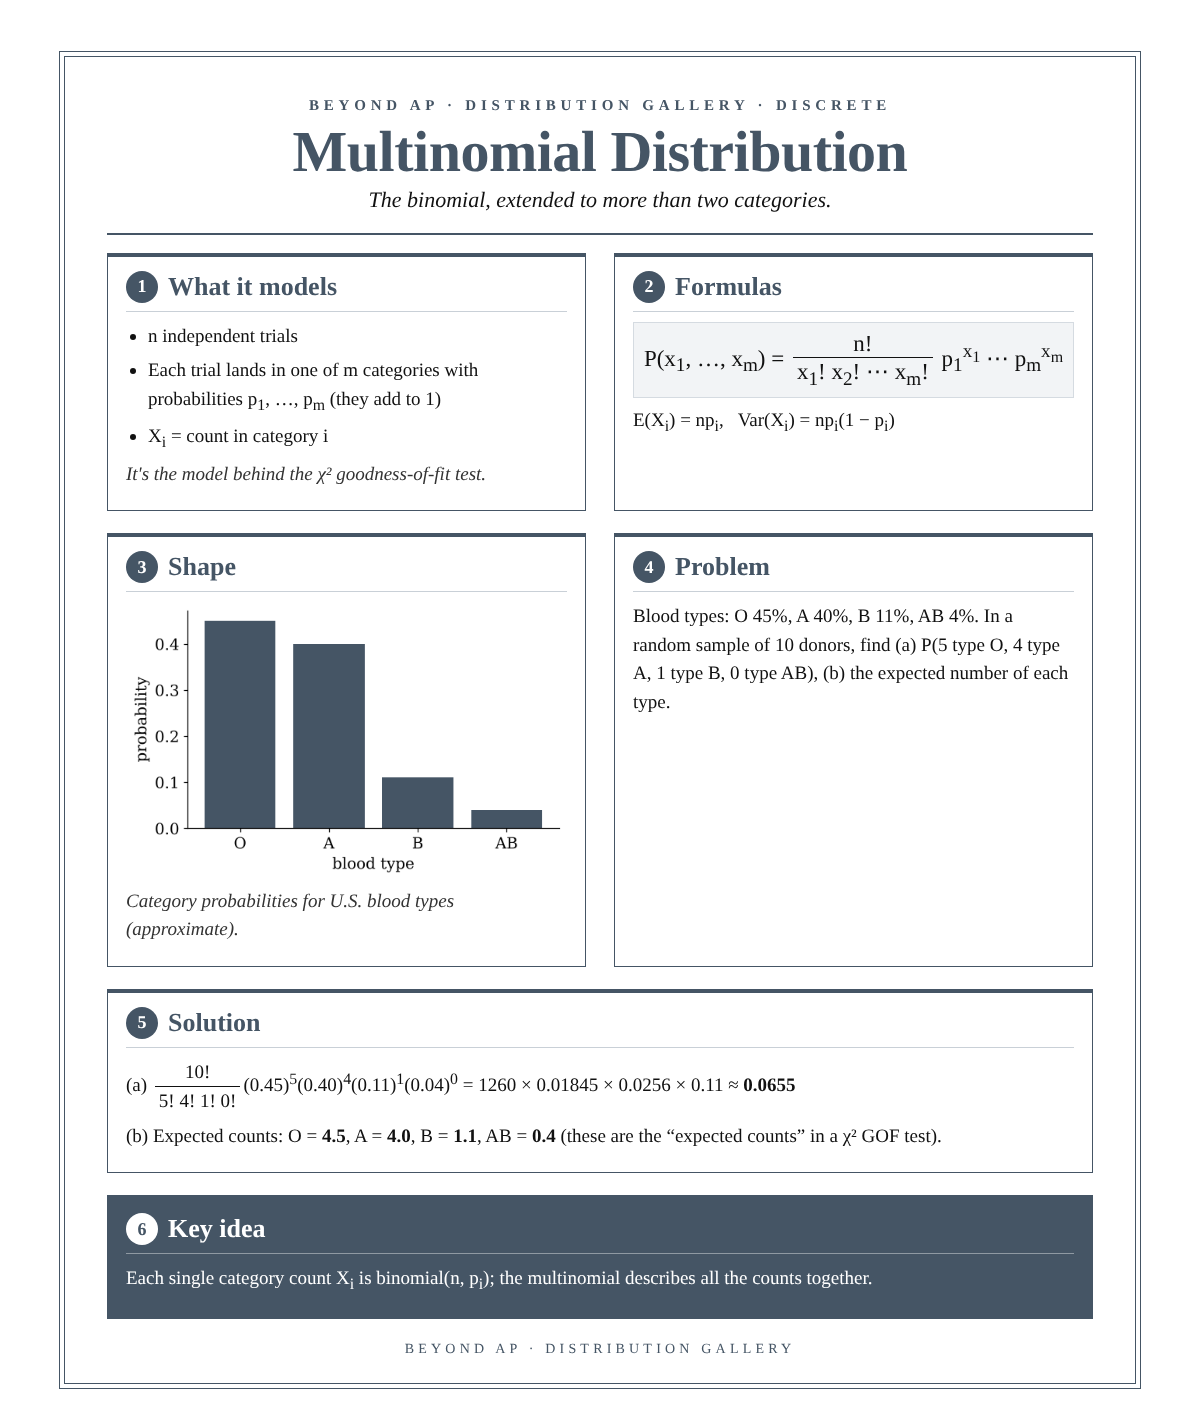 BEYOND AP · DISTRIBUTION GALLERY · DISCRETE
Multinomial Distribution
The binomial, extended to more than two categories.
1 What it models
• n independent trials
• Each trial lands in one of m categories with
probabilities p₁, …, pₘ (they add to 1)
• Xᵢ = count in category i
It's the model behind the χ² goodness-of-fit test.
2 Formulas
P(x₁, …, xₘ) = n! / (x₁! x₂! ⋯ xₘ!) p₁^x₁ ⋯ pₘ^xₘ
E(Xᵢ) = npᵢ, Var(Xᵢ) = npᵢ(1 − pᵢ)
3 Shape
probability
0.4
0.3
0.2
0.1
0.0
O A B AB
blood type
Category probabilities for U.S. blood types
(approximate).
4 Problem
Blood types: O 45%, A 40%, B 11%, AB 4%. In a
random sample of 10 donors, find (a) P(5 type O, 4 type
A, 1 type B, 0 type AB), (b) the expected number of each
type.
5 Solution
(a) 10! / (5! 4! 1! 0!) (0.45)⁵(0.40)⁴(0.11)¹(0.04)⁰ = 1260 × 0.01845 × 0.0256 × 0.11 ≈ 0.0655
(b) Expected counts: O = 4.5, A = 4.0, B = 1.1, AB = 0.4 (these are the “expected counts” in a χ² GOF test).
6 Key idea
Each single category count Xᵢ is binomial(n, pᵢ); the multinomial describes all the counts together.
BEYOND AP · DISTRIBUTION GALLERY